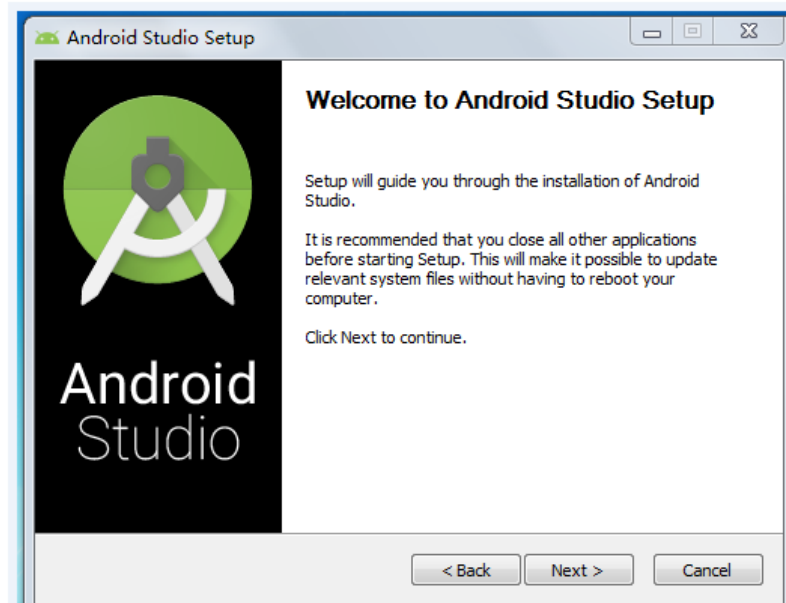 Android Studio Setup
Welcome to Android Studio Setup
Setup will guide you through the installation of Android
Studio.
It is recommended that you close all other applications
before starting Setup. This will make it possible to update
relevant system files without having to reboot your
computer.
Click Next to continue.
Android
Studio
< Back
Next >
Cancel